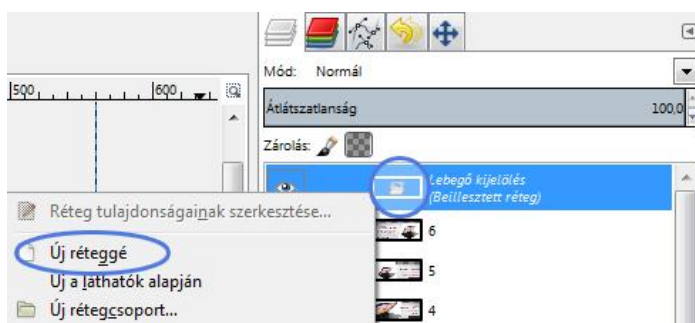 Mód: Normál
500 600
Átlátszatlanság 100,0
Zárolás:
Lebegő kijelölés
(Beillesztett réteg)
Réteg tulajdonságainak szerkesztése...
6
Új réteggé
5
Új a láthatók alapján
Új rétegcsoport...
4